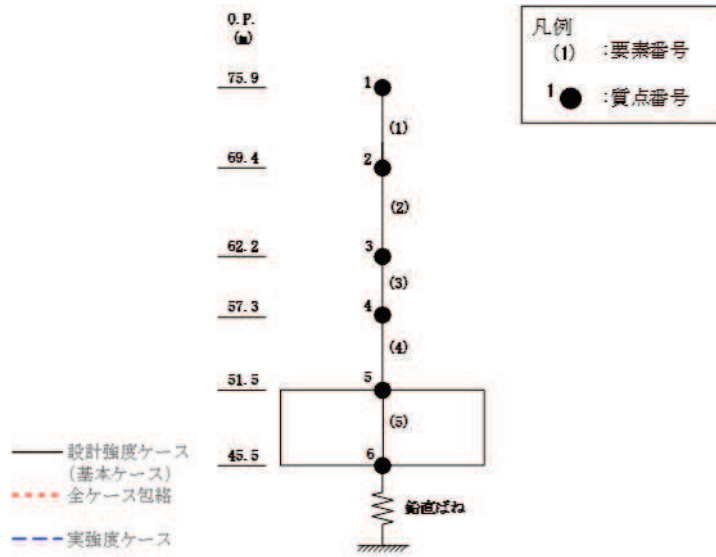 O.P.
(m)
75.9
69.4
62.2
57.3
51.5
45.5
1
(1)
2
(2)
3
(3)
4
(4)
5
(5)
6
鉛直ばね
凡例
(1) :要素番号
1 :質点番号
設計強度ケース
(基本ケース)
全ケース包絡
実強度ケース